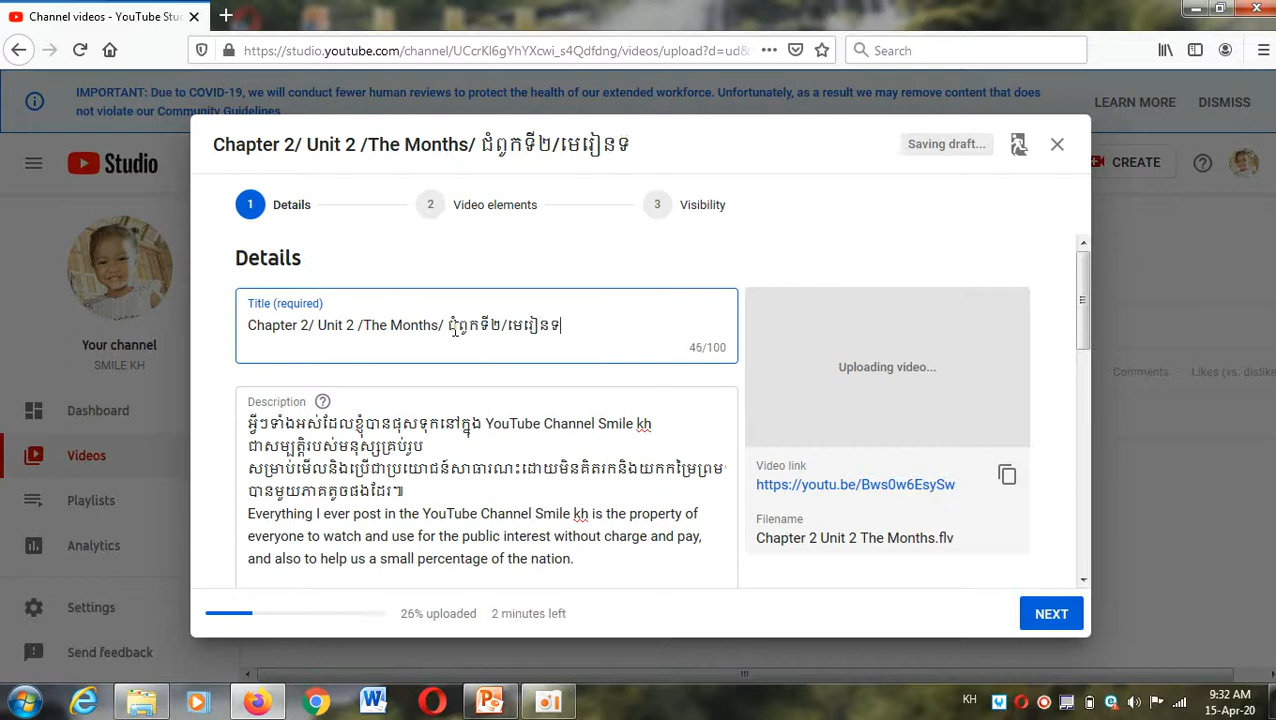 Channel videos - YouTube Stu
https://studio.youtube.com/channel/UCcrKl6gYhYXcwi_s4Qdfdng/videos/upload?d=ud&
Search
IMPORTANT: Due to COVID-19, we will conduct fewer human reviews to protect the health of our extended workforce. Unfortunately, as a result we may remove content that does
not violate our Community Guidelines
LEARN MORE
DISMISS
Studio
CREATE
Your channel
SMILE KH
Dashboard
Videos
Playlists
Analytics
Settings
Send feedback
Comments
Likes (vs. dislike
Chapter 2/ Unit 2 /The Months/ ជំពូកទី២/មេរៀនទ
Saving draft...
1 Details
2 Video elements
3 Visibility
Details
Title (required)
Chapter 2/ Unit 2 /The Months/ ជំពូកទី២/មេរៀនទ
46/100
Description
អ្វីៗទាំងអស់ដែលខ្ញុំបានផុសទុកនៅក្នុង YouTube Channel Smile kh
ជាសម្បត្តិរបស់មនុស្សគ្រប់រូប
សម្រាប់មើលនិងប្រើជាប្រយោជន៍សាធារណះដោយមិនគិតរកនិងយកកម្រៃព្រម
បានមួយភាគតូចផងដែរ៕
Everything I ever post in the YouTube Channel Smile kh is the property of
everyone to watch and use for the public interest without charge and pay,
and also to help us a small percentage of the nation.
Uploading video...
Video link
https://youtu.be/Bws0w6EsySw
Filename
Chapter 2 Unit 2 The Months.flv
26% uploaded
2 minutes left
NEXT
KH
9:32 AM
15-Apr-20